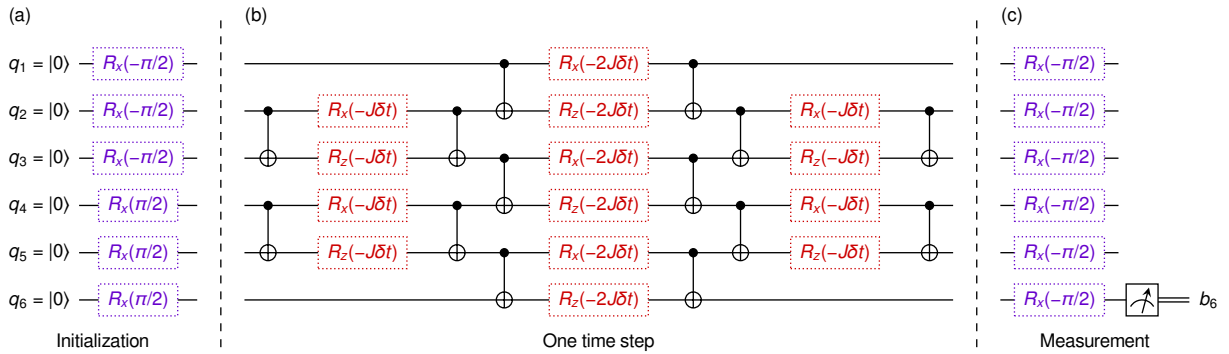 (a) (b) (c)
q1 = |0⟩ Rx(−π/2) Rx(−2Jδt) Rx(−π/2)
q2 = |0⟩ Rx(−π/2) Rx(−Jδt) Rz(−2Jδt) Rx(−Jδt) Rx(−π/2)
q3 = |0⟩ Rx(−π/2) Rz(−Jδt) Rx(−2Jδt) Rz(−Jδt) Rx(−π/2)
q4 = |0⟩ Rx(π/2) Rx(−Jδt) Rz(−2Jδt) Rx(−Jδt) Rx(−π/2)
q5 = |0⟩ Rx(π/2) Rz(−Jδt) Rx(−2Jδt) Rz(−Jδt) Rx(−π/2)
q6 = |0⟩ Rx(π/2) Rz(−2Jδt) Rx(−π/2) b6
Initialization One time step Measurement